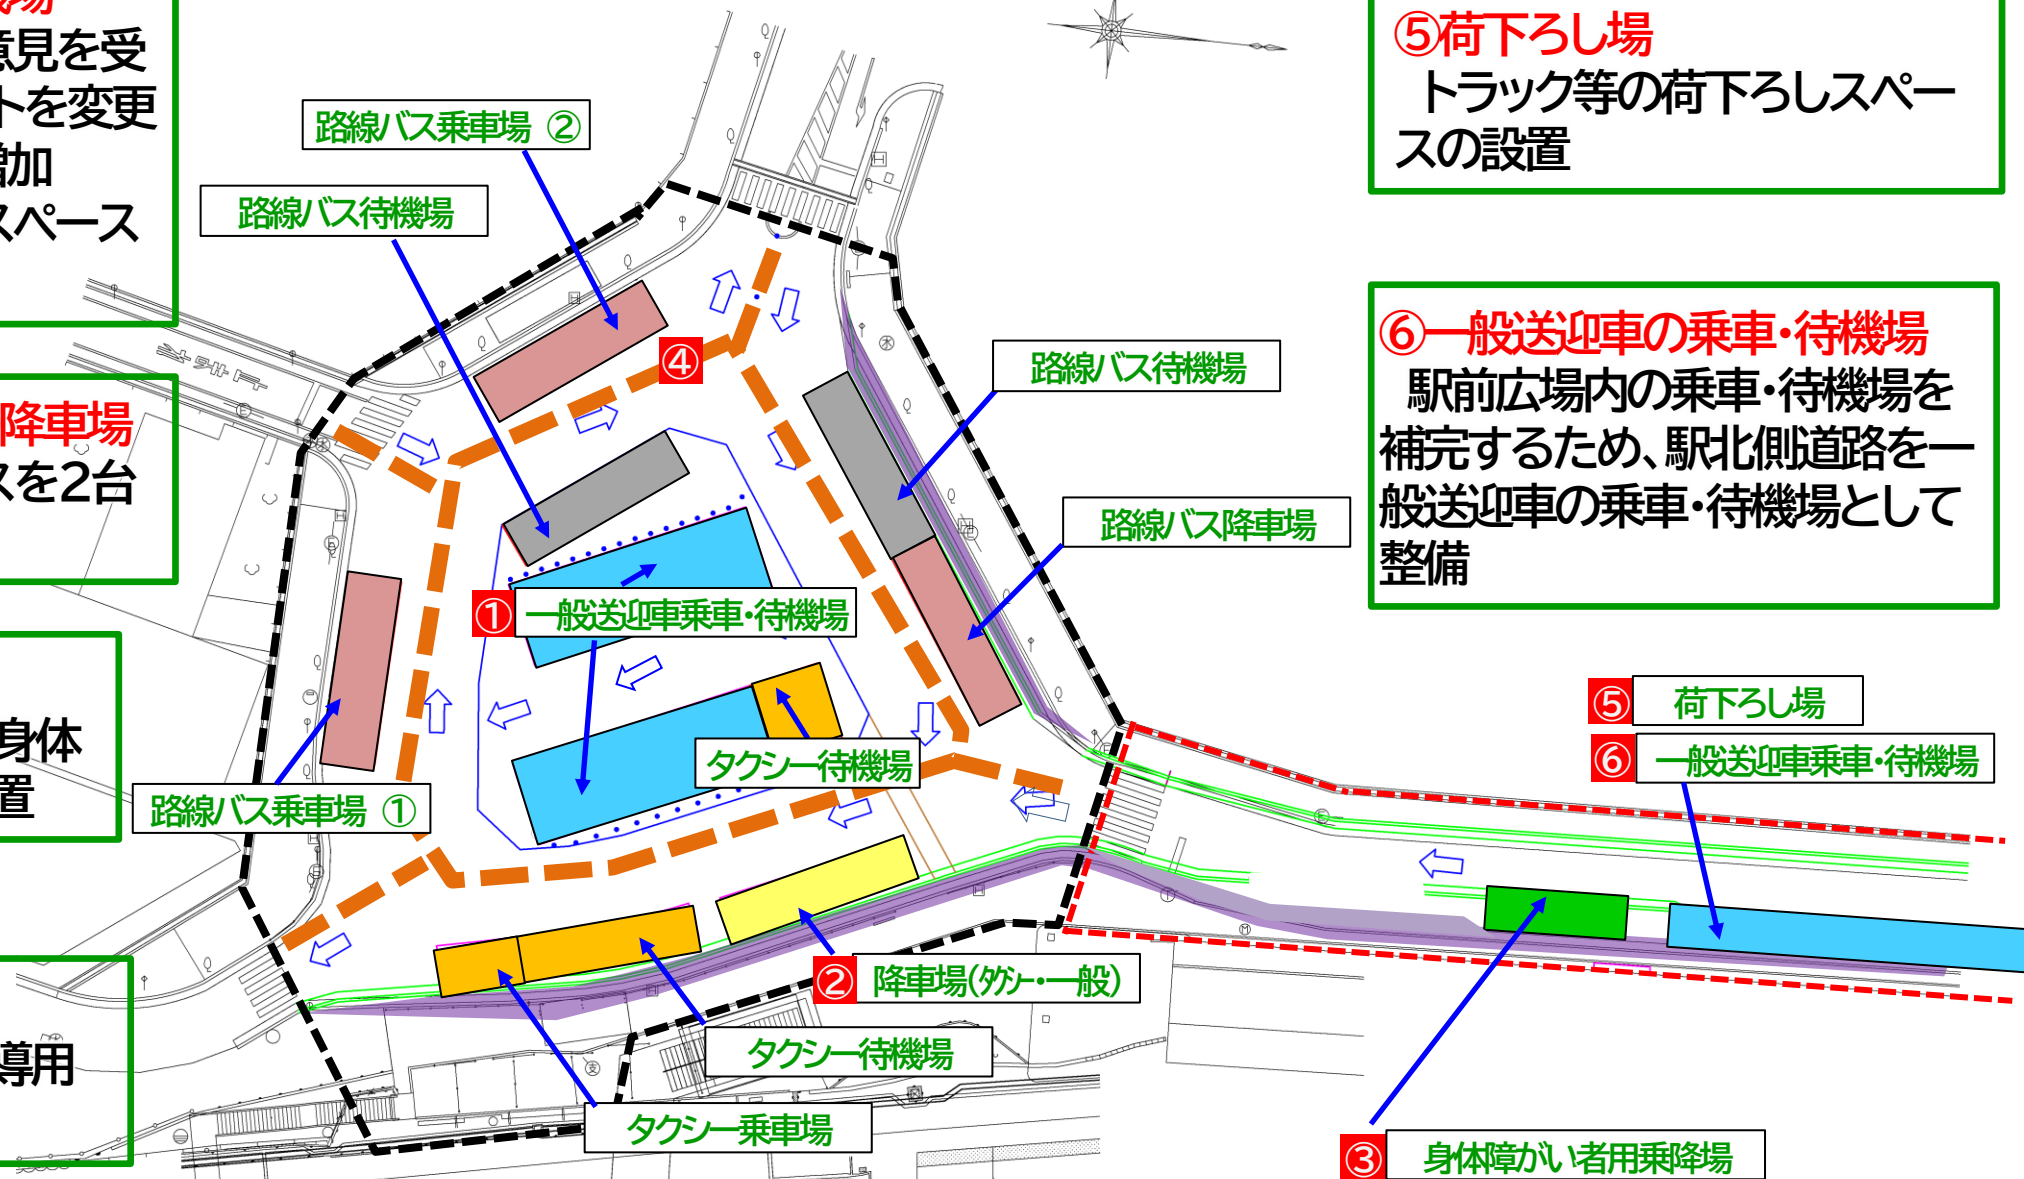 機場
意見を受
トを変更
増加
スペース
降車場
スを2台
身体
置
導用
路線バス乗車場 ②
路線バス待機場
④
路線バス待機場
路線バス降車場
① 一般送迎車乗車・待機場
タクシー待機場
路線バス乗車場 ①
② 降車場(タクシー・一般)
タクシー待機場
タクシー乗車場
⑤荷下ろし場
トラック等の荷下ろしスペー
スの設置
⑥一般送迎車の乗車・待機場
駅前広場内の乗車・待機場を
補完するため、駅北側道路を一
般送迎車の乗車・待機場として
整備
⑤ 荷下ろし場
⑥ 一般送迎車乗車・待機場
③ 身体障がい者用乗降場